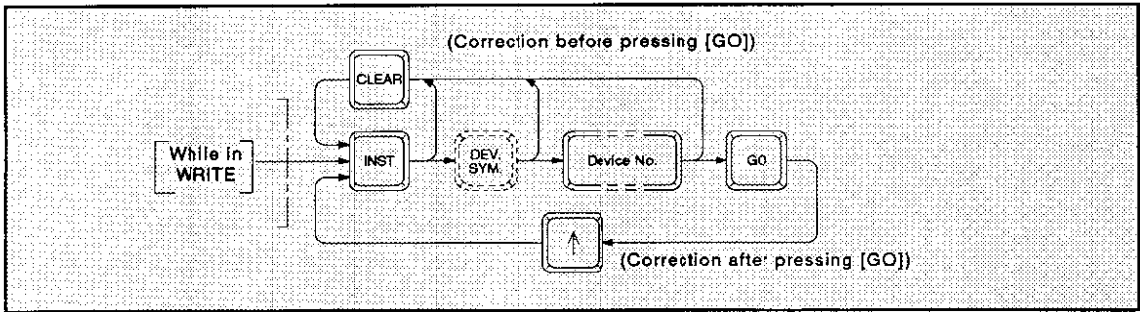 (Correction before pressing [GO])
CLEAR
While in
WRITE
INST
DEV.
SYM.
Device No.
GO
↑
(Correction after pressing [GO])